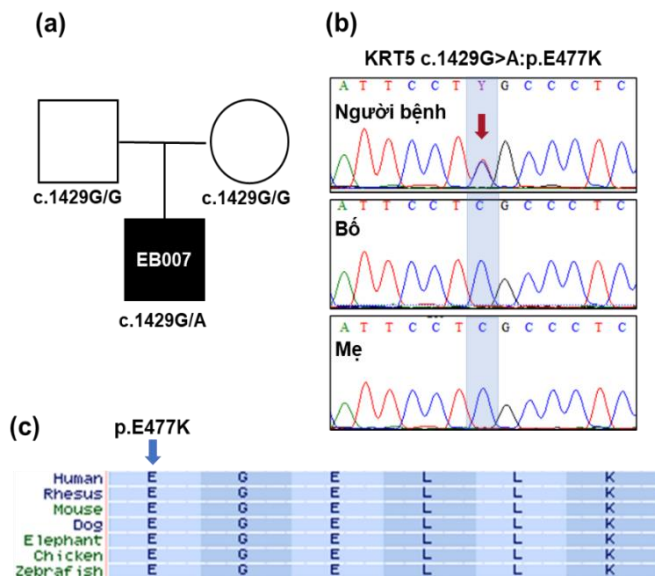 (a)
c.1429G/G
c.1429G/G
EB007
c.1429G/A
(b)
KRT5 c.1429G>A:p.E477K
A T T C C T Y G C C C T C
Người bệnh
A T T C C T C G C C C T C
Bố
A T T C C T C G C C C T C
Mẹ
(c)
p.E477K
Human E G E L L K
Rhesus E G E L L K
Mouse E G E L L K
Dog E G E L L K
Elephant E G E L L K
Chicken E G E L L K
Zebrafish E G E L L K